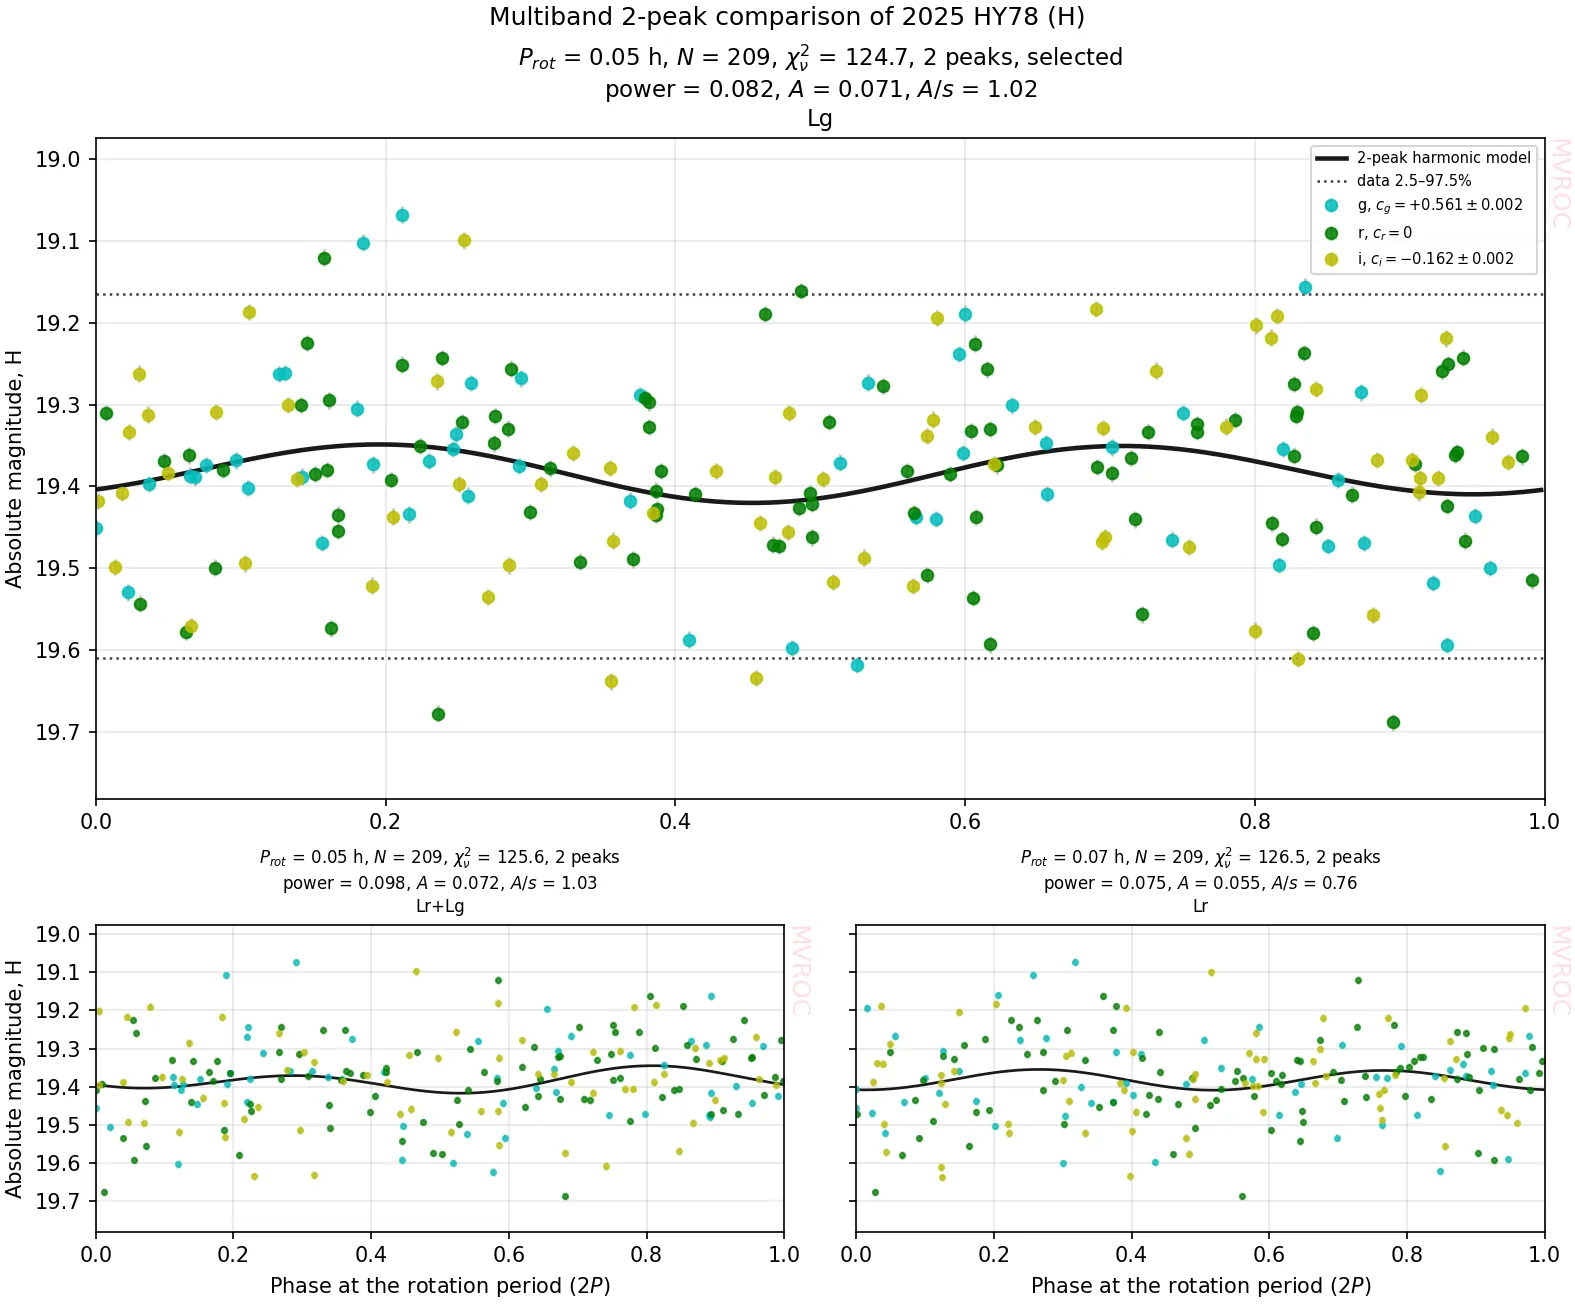 Multiband 2-peak comparison of 2025 HY78 (H)
P_rot = 0.05 h, N = 209, χ²_ν = 124.7, 2 peaks, selected
power = 0.082, A = 0.071, A/s = 1.02
Lg
19.0
19.1
19.2
19.3
19.4
19.5
19.6
19.7
Absolute magnitude, H
2-peak harmonic model
data 2.5–97.5%
g, c_g = +0.561 ± 0.002
r, c_r = 0
i, c_i = −0.162 ± 0.002
MVROC
0.0 0.2 0.4 0.6 0.8 1.0
P_rot = 0.05 h, N = 209, χ²_ν = 125.6, 2 peaks
power = 0.098, A = 0.072, A/s = 1.03
Lr+Lg
19.0
19.1
19.2
19.3
19.4
19.5
19.6
19.7
Absolute magnitude, H
MVROC
0.0 0.2 0.4 0.6 0.8 1.0
Phase at the rotation period (2P)
P_rot = 0.07 h, N = 209, χ²_ν = 126.5, 2 peaks
power = 0.075, A = 0.055, A/s = 0.76
Lr
MVROC
0.0 0.2 0.4 0.6 0.8 1.0
Phase at the rotation period (2P)